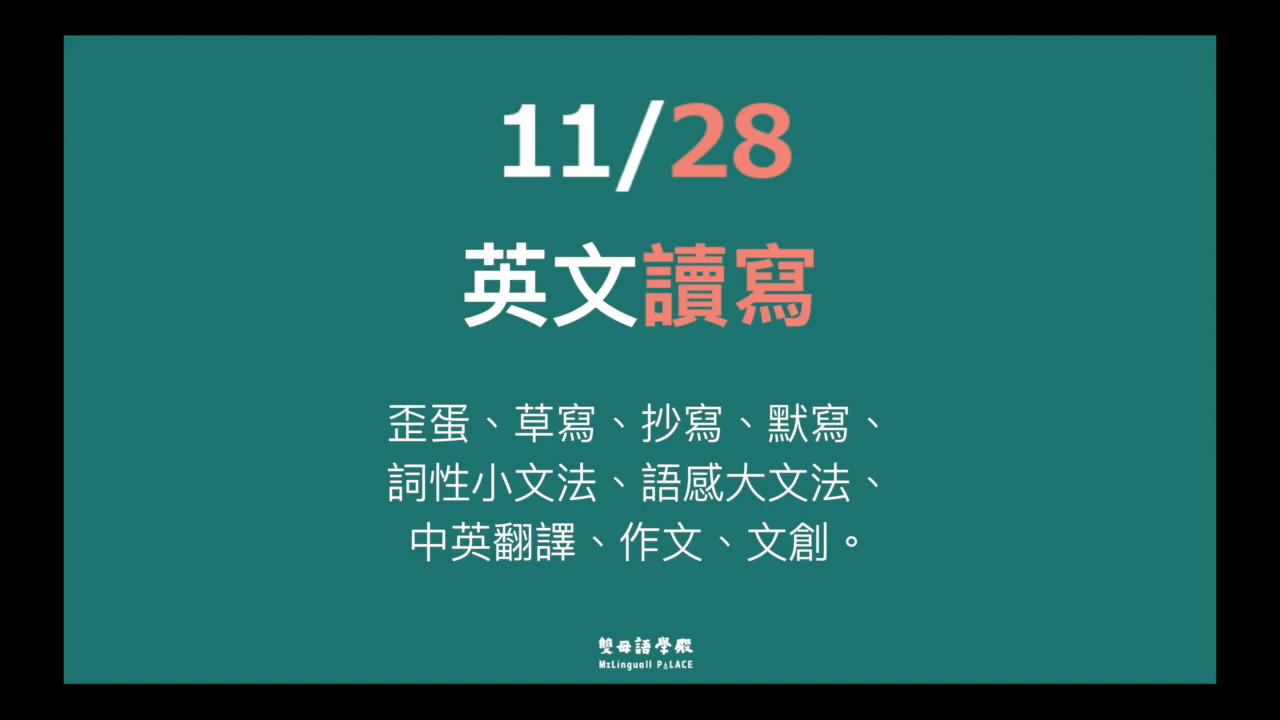 11/28
英文讀寫
歪蛋、草寫、抄寫、默寫、
詞性小文法、語感大文法、
中英翻譯、作文、文創。
雙母語學殿
MzLinguall PaLACE